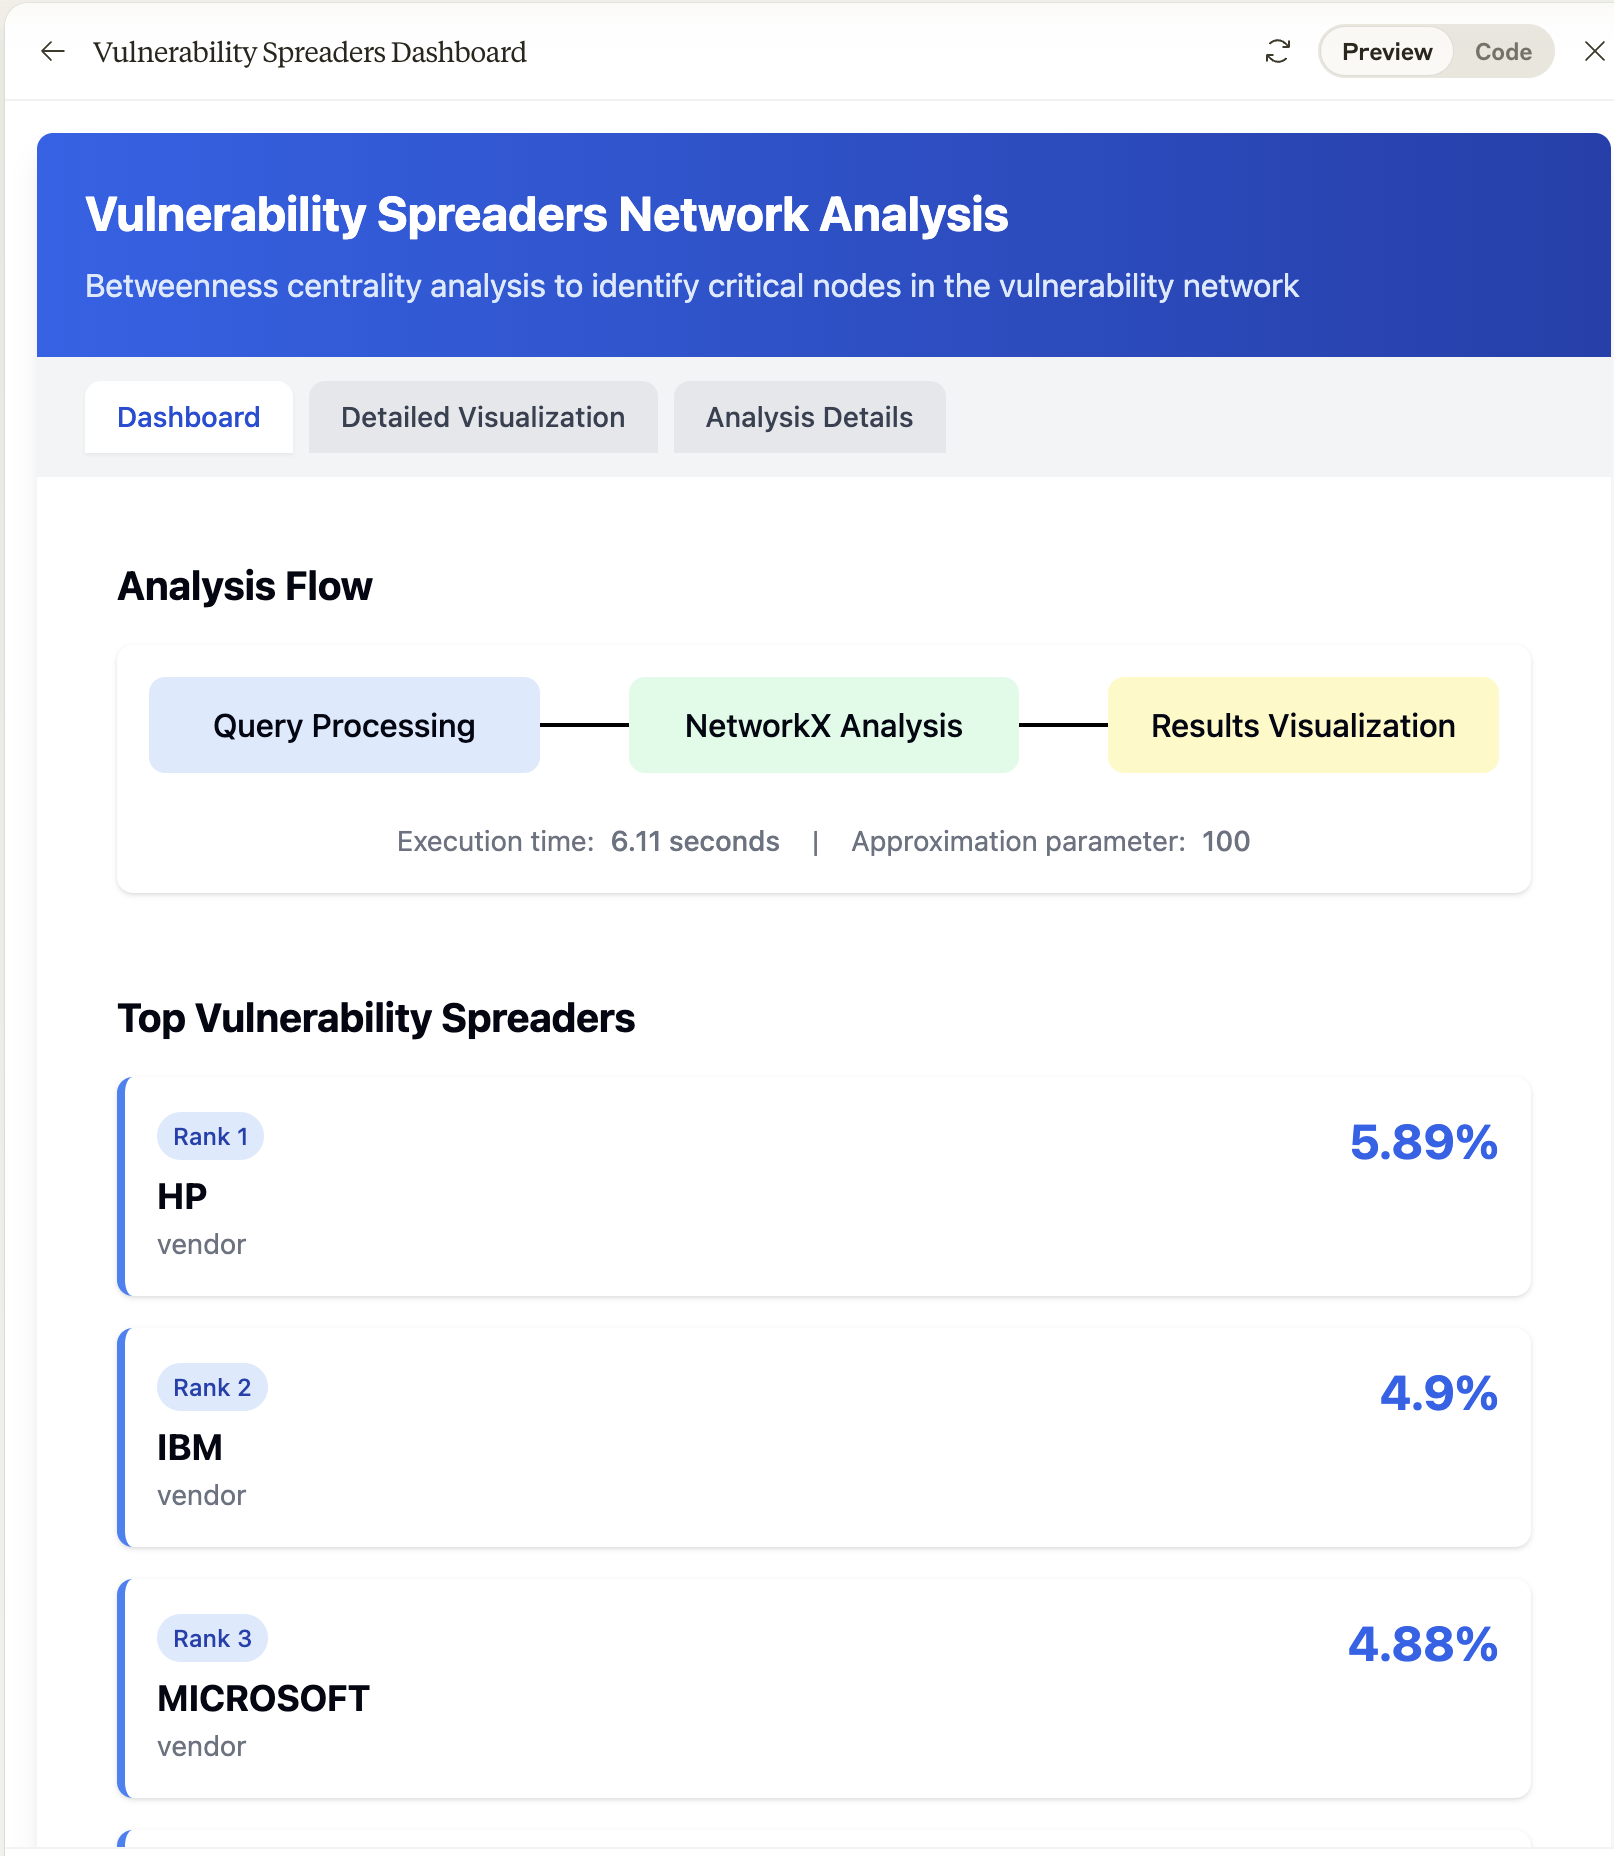 Vulnerability Spreaders Dashboard
Preview
Code
Vulnerability Spreaders Network Analysis
Betweenness centrality analysis to identify critical nodes in the vulnerability network
Dashboard
Detailed Visualization
Analysis Details
Analysis Flow
Query Processing
NetworkX Analysis
Results Visualization
Execution time: 6.11 seconds | Approximation parameter: 100
Top Vulnerability Spreaders
Rank 1
5.89%
HP
vendor
Rank 2
4.9%
IBM
vendor
Rank 3
4.88%
MICROSOFT
vendor